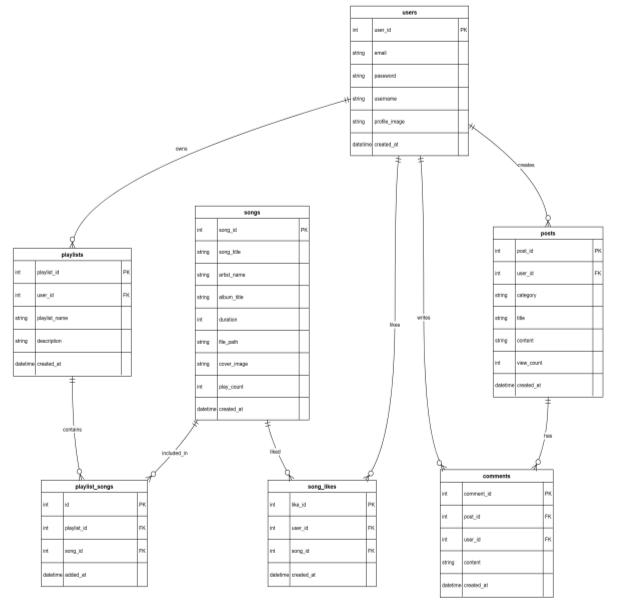 users
int user_id PK
string email
string password
string username
string profile_image
datetime created_at
owns
creates
songs
int song_id PK
string song_title
string artist_name
string album_title
int duration
string file_path
string cover_image
int play_count
datetime created_at
playlists
int playlist_id PK
int user_id FK
string playlist_name
string description
datetime created_at
posts
int post_id PK
int user_id FK
string category
string title
string content
int view_count
datetime created_at
likes
writes
contains
included_in
liked
has
playlist_songs
int id PK
int playlist_id FK
int song_id FK
datetime added_at
song_likes
int like_id PK
int user_id FK
int song_id FK
datetime created_at
comments
int comment_id PK
int post_id FK
int user_id FK
string content
datetime created_at